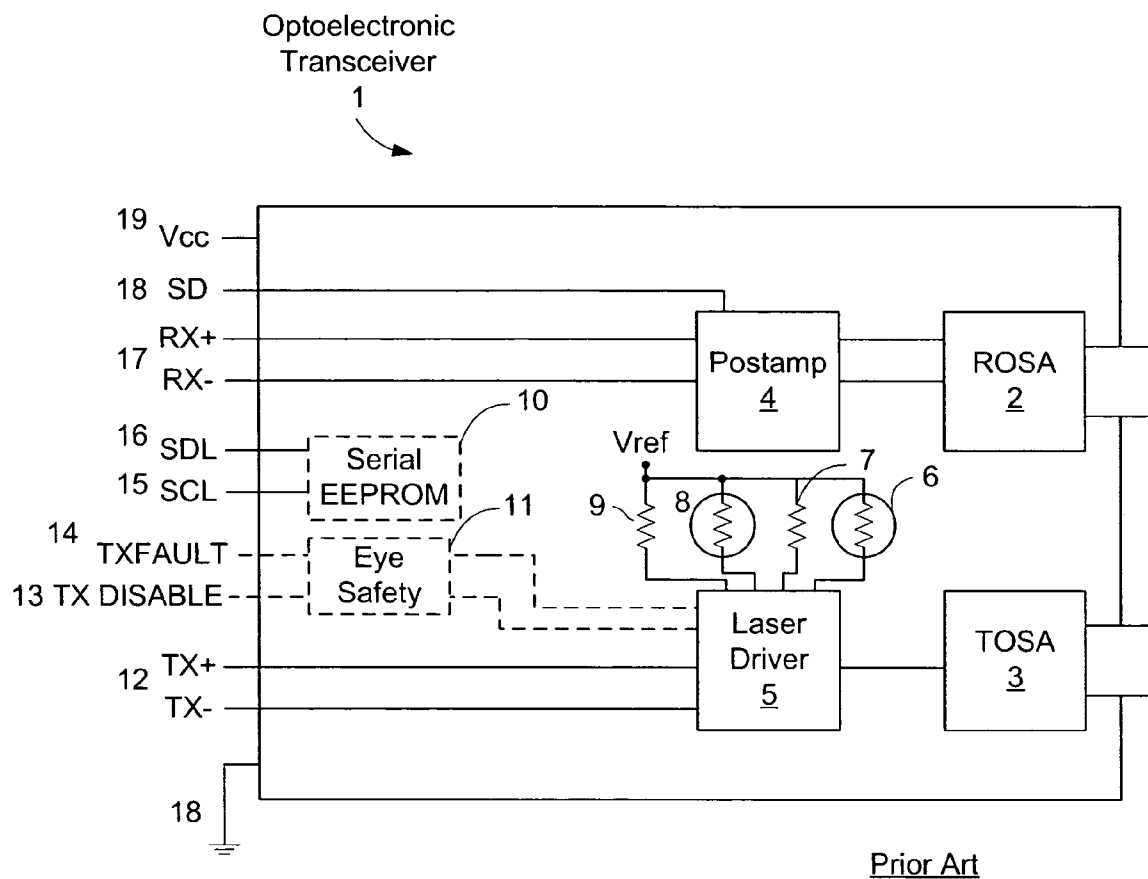 Optoelectronic
Transceiver
1
19 Vcc
18 SD
RX+
17
RX-
Postamp
4
ROSA
2
10
16 SDL
15 SCL
Serial
EEPROM
Vref
7
6
9
8
11
14
TXFAULT
13 TX DISABLE
Eye
Safety
Laser
Driver
5
TOSA
3
12
TX+
TX-
18
Prior Art